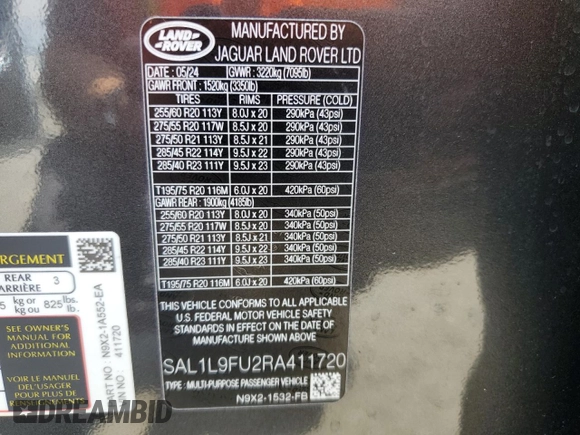 LAND
ROVER
MANUFACTURED BY
JAGUAR LAND ROVER LTD
DATE : 05/24 GVWR : 3220kg (7095lb)
GAWR FRONT : 1520kg (3350lb)
TIRES RIMS PRESSURE (COLD)
255/60 R20 113Y 8.0J x 20 290kPa (43psi)
275/55 R20 117W 8.5J x 20 290kPa (43psi)
275/50 R21 113Y 8.5J x 21 290kPa (43psi)
285/45 R22 114Y 9.5J x 22 290kPa (43psi)
285/40 R23 111Y 9.5J x 23 290kPa (43psi)
T195/75 R20 116M 6.0J x 20 420kPa (60psi)
GAWR REAR : 1900kg (4185lb)
255/60 R20 113Y 8.0J x 20 340kPa (50psi)
275/55 R20 117W 8.5J x 20 340kPa (50psi)
275/50 R21 113Y 8.5J x 21 340kPa (50psi)
285/45 R22 114Y 9.5J x 22 340kPa (50psi)
285/40 R23 111Y 9.5J x 23 340kPa (50psi)
T195/75 R20 116M 6.0J x 20 420kPa (60psi)
THIS VEHICLE CONFORMS TO ALL APPLICABLE
U.S. FEDERAL MOTOR VEHICLE SAFETY
STANDARDS IN EFFECT ON THE DATE OF
MANUFACTURE SHOWN ABOVE.
SAL1L9FU2RA411720
TYPE : MULTI-PURPOSE PASSENGER VEHICLE
N9X2-1532-FB
RGEMENT
REAR
ARRIÈRE 3
5 kg or kg ou 825 lbs. lb.
SEE OWNER'S
MANUAL FOR
ADDITIONAL
INFORMATION
VOIR LE MANUEL
DE L'USAGER
POUR PLUS DE
RENSEIGNEMENTS
N9X2-1A552-EA
411720
DREAMBID